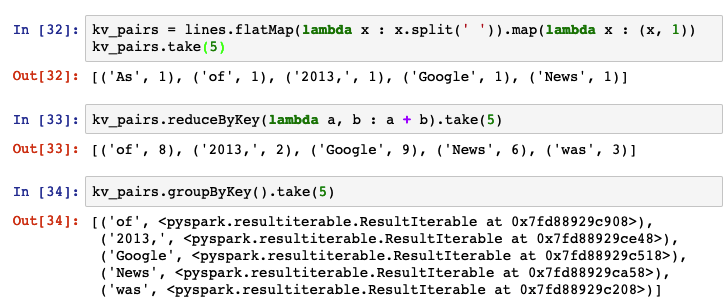 In [32]: kv_pairs = lines.flatMap(lambda x : x.split(' ')).map(lambda x : (x, 1))
kv_pairs.take(5)
Out[32]: [('As', 1), ('of', 1), ('2013,', 1), ('Google', 1), ('News', 1)]
In [33]: kv_pairs.reduceByKey(lambda a, b : a + b).take(5)
Out[33]: [('of', 8), ('2013,', 2), ('Google', 9), ('News', 6), ('was', 3)]
In [34]: kv_pairs.groupByKey().take(5)
Out[34]: [('of', <pyspark.resultiterable.ResultIterable at 0x7fd88929c908>),
('2013,', <pyspark.resultiterable.ResultIterable at 0x7fd88929ce48>),
('Google', <pyspark.resultiterable.ResultIterable at 0x7fd88929c518>),
('News', <pyspark.resultiterable.ResultIterable at 0x7fd88929ca58>),
('was', <pyspark.resultiterable.ResultIterable at 0x7fd88929c208>)]